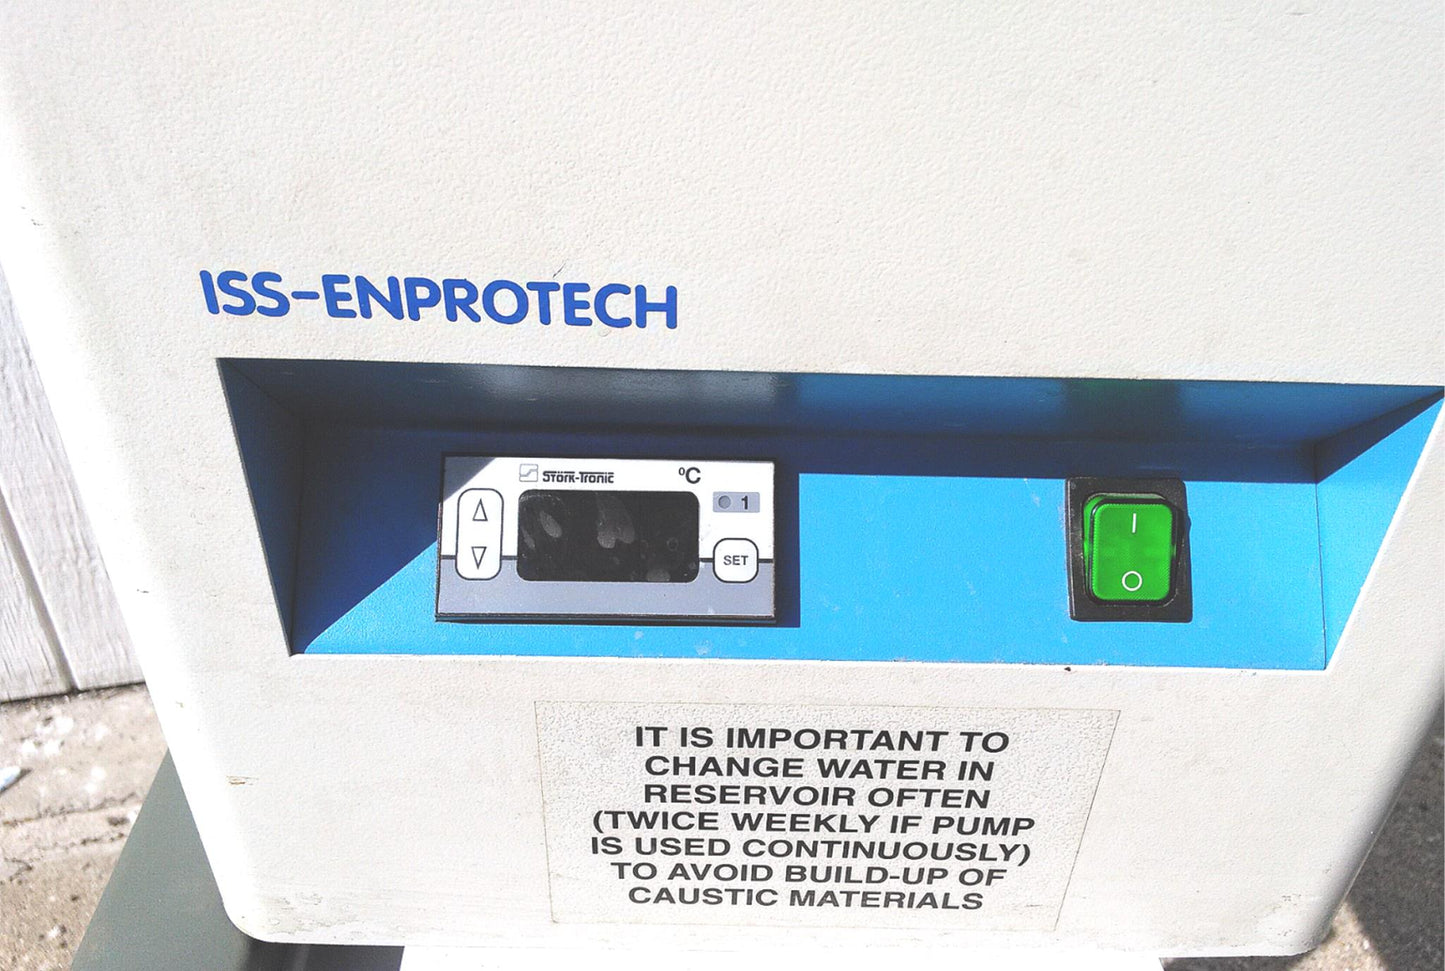 ISS-ENPROTECH
Störk-Tronic
°C
1
SET
I
O
IT IS IMPORTANT TO
CHANGE WATER IN
RESERVOIR OFTEN
(TWICE WEEKLY IF PUMP
IS USED CONTINUOUSLY)
TO AVOID BUILD-UP OF
CAUSTIC MATERIALS